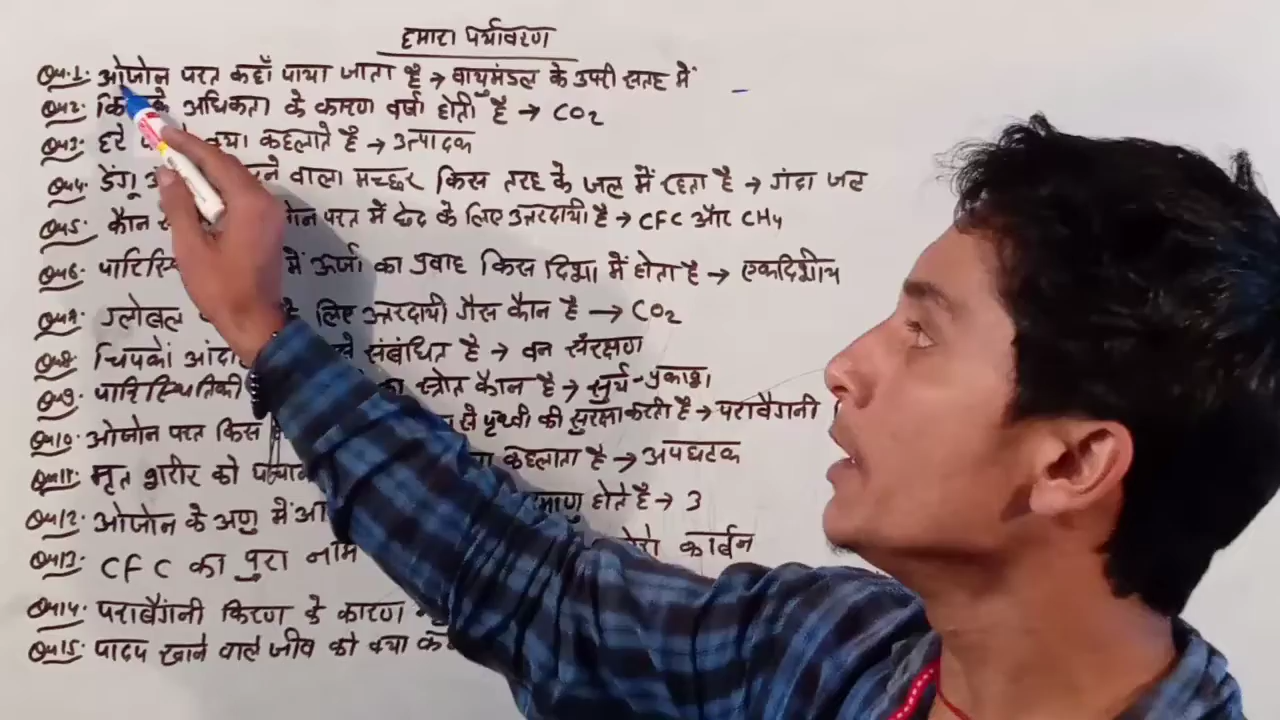 हमारा पर्यावरण
Qu.1. ओजोन परत कहाँ पाया जाता है → वायुमंडल के उपरी सतह में
Qu.2. अधिकता के कारण वर्षा होती है → CO₂
Qu.3. हरे क्या कहलाते है → उत्पादक
Qu.4. डेंगू वाला मच्छर किस तरह के जल में रहता है → गंदा जल
Qu.5. कौन परत में छेद के लिए उत्तरदायी है → CFC और CH₄
Qu.6. में ऊर्जा का प्रवाह किस दिशा में होता है → एकदिशीय
Qu.7. ग्लोबल लिए उत्तरदायी गैस कौन है → CO₂
Qu.8. चिपको संबंधित है → वन संरक्षण
Qu.9. पारिस्थितिकी का स्त्रोत कौन है → सुर्य-प्रकाश
Qu.10. ओजोन परत किस से पृथ्वी की सुरक्षा करती है → पराबैगनी
Qu.11. मृत शरीर को कहलाता है → अपघटक
Qu.12. ओजोन के अणु में होते है → 3
Qu.13. CFC का पुरा नाम कार्बन
Qu.14. पराबैंगनी किरण के कारण
Qu.15. पादप खाने वाले जीव को क्या